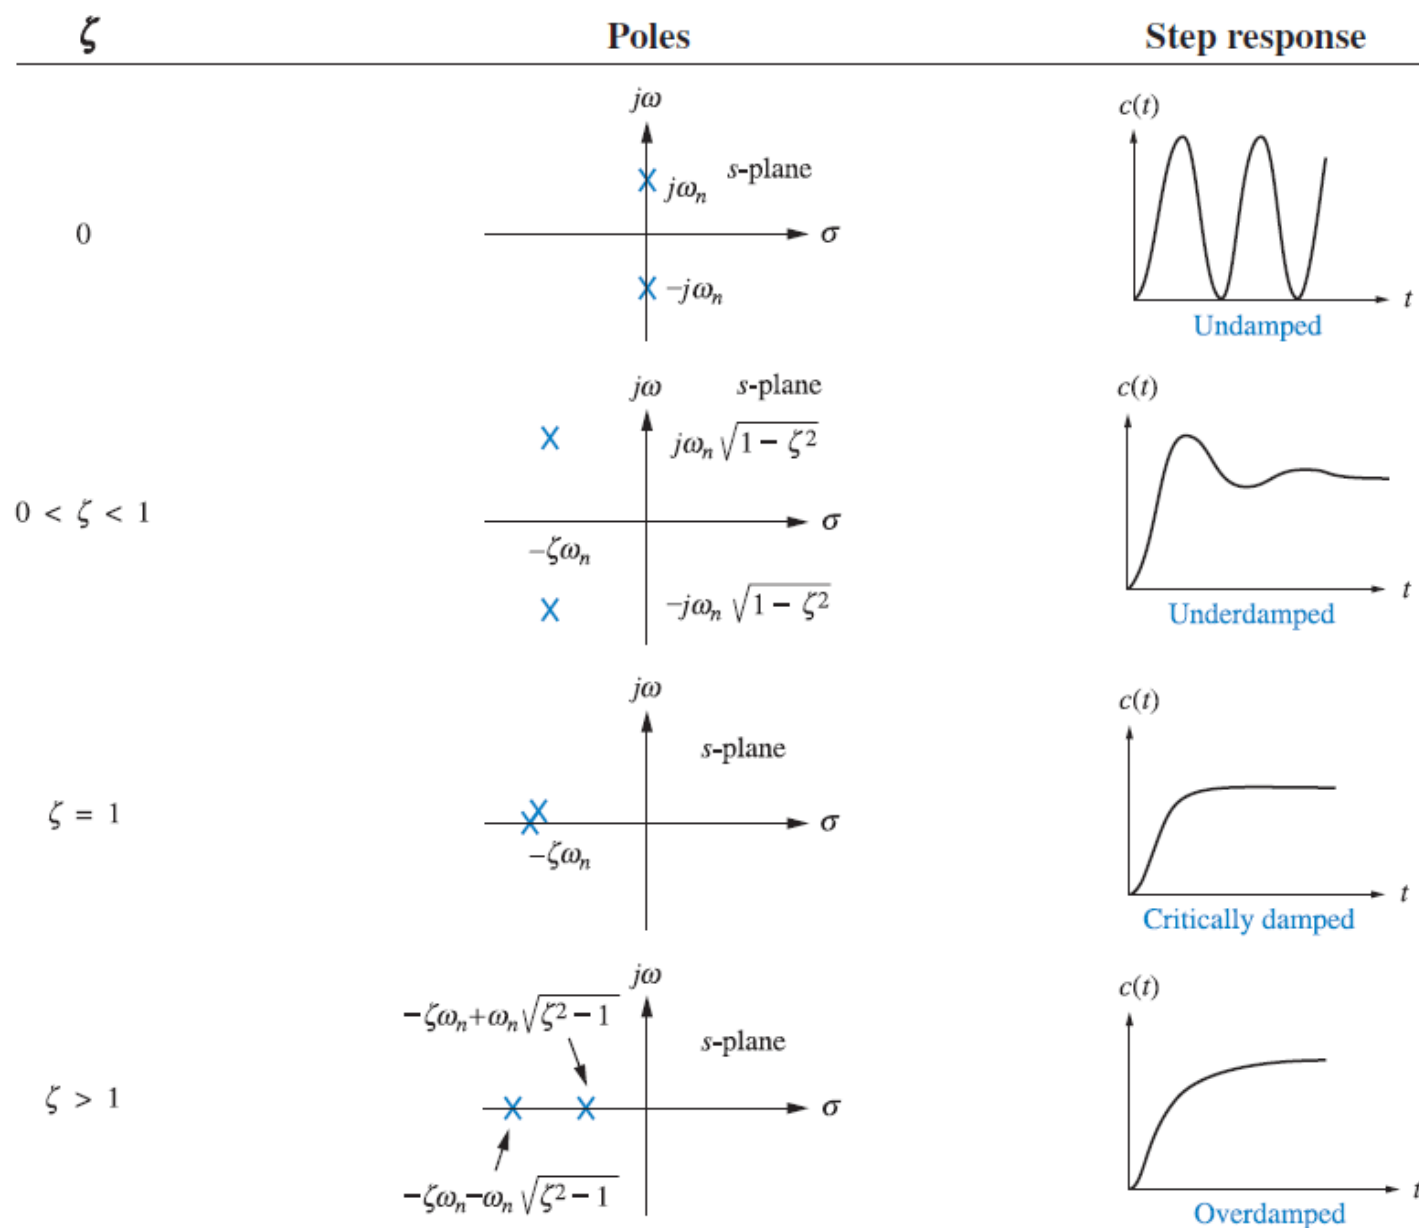 ζ Poles Step response
jω c(t)
s-plane
jωₙ
0 σ
−jωₙ
t
Undamped
jω s-plane c(t)
jωₙ√1 − ζ²
0 < ζ < 1 σ
−ζωₙ
−jωₙ √1 − ζ² t
Underdamped
jω c(t)
s-plane
ζ = 1 σ
−ζωₙ
t
Critically damped
jω c(t)
−ζωₙ+ωₙ√ζ² − 1
s-plane
ζ > 1 σ
−ζωₙ−ωₙ√ζ² − 1 t
Overdamped